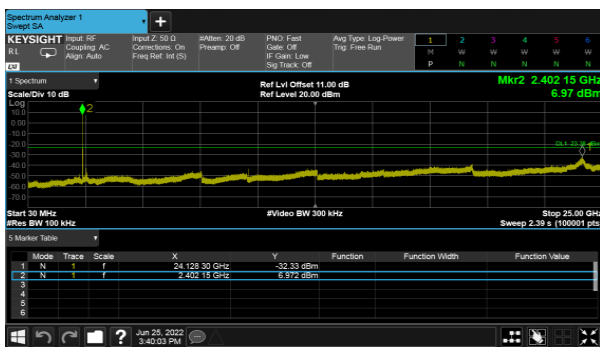 Spectrum Analyzer 1
Swept SA
KEYSIGHT
RL
Input: RF
Coupling: AC
Align: Auto
Input Z: 50 Ω
Corrections: On
Freq Ref: Int (S)
#Atten: 20 dB
Preamp: Off
PNO: Fast
Gate: Off
IF Gain: Low
Sig Track: Off
Avg Type: Log-Power
Trig: Free Run
1 2 3 4 5 6
M W W W W W
P N N N N N
1 Spectrum
Scale/Div 10 dB
Ref Lvl Offset 11.00 dB
Ref Level 20.00 dBm
Mkr2 2.402 15 GHz
6.97 dBm
Log
10.0
0.00
-10.0
-20.0
-30.0
-40.0
-50.0
-60.0
-70.0
2
Start 30 MHz
#Res BW 100 kHz
#Video BW 300 kHz
Stop 25.00 GHz
Sweep 2.39 s (100001 pts
5 Marker Table
Mode Trace Scale X Y Function Function Width Function Value
1 N 1 f 24.128 30 GHz -32.33 dBm
2 N 1 f 2.402 15 GHz 6.972 dBm
3
4
5
6
?
Jun 25, 2022
3:40:03 PM